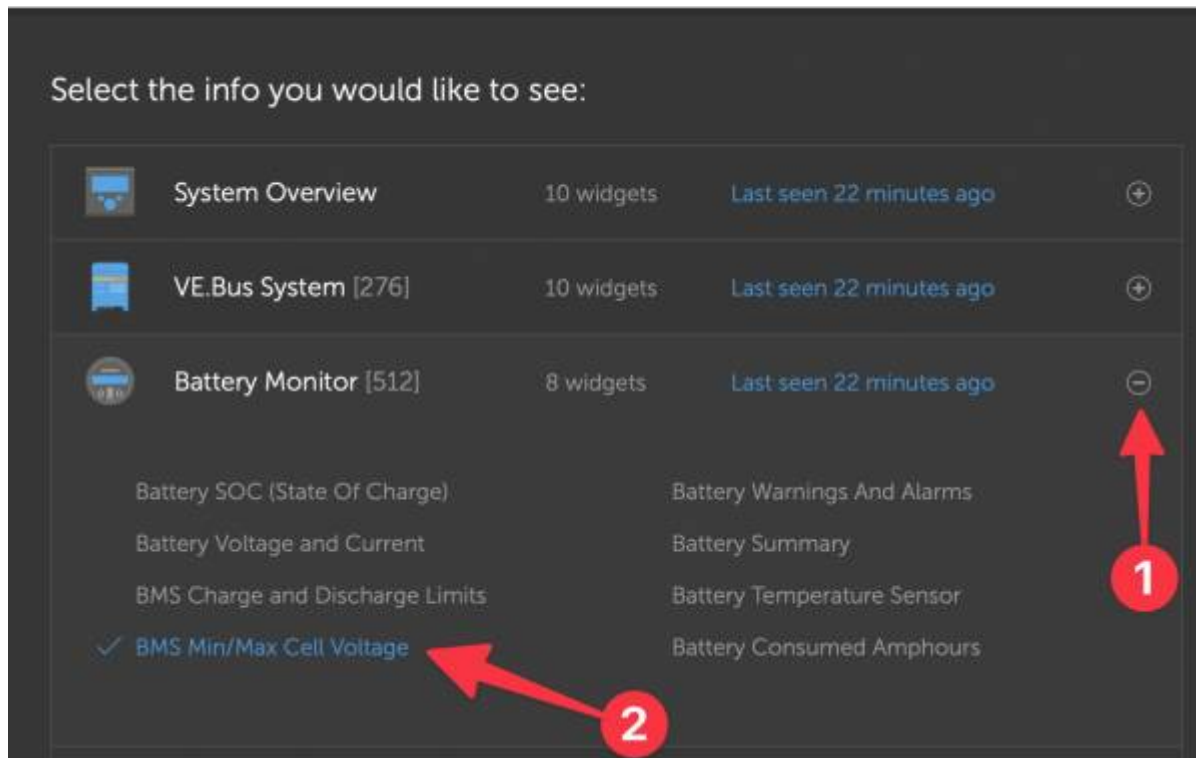 Select the info you would like to see:
System Overview 10 widgets Last seen 22 minutes ago
VE.Bus System [276] 10 widgets Last seen 22 minutes ago
Battery Monitor [512] 8 widgets Last seen 22 minutes ago
Battery SOC (State Of Charge) Battery Warnings And Alarms
Battery Voltage and Current Battery Summary
BMS Charge and Discharge Limits Battery Temperature Sensor
1
BMS Min/Max Cell Voltage Battery Consumed Amphours
2